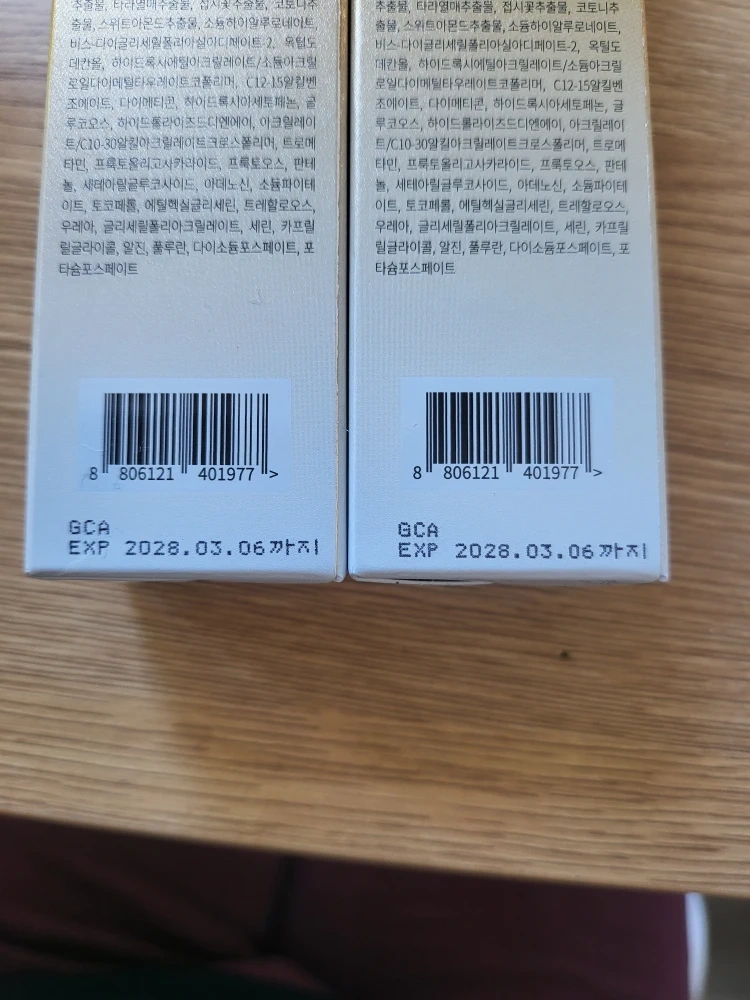 추출물, 타라열매추출물, 접시꽃추출물, 코토니추
출물, 스위트아몬드추출물, 소듐하이알루로네이트,
비스-다이글리세릴폴리아실아디페이트-2, 옥틸도
데칸올, 하이드록시에틸아크릴레이트/소듐아크릴
로일다이메틸타우레이트코폴리머, C12-15알킬벤
조에이트, 다이메티콘, 하이드록시아세토페논, 글
루코오스, 하이드롤라이즈드디엔에이, 아크릴레이
트/C10-30알킬아크릴레이트크로스폴리머, 트로메
타민, 프룩토올리고사카라이드, 프룩토오스, 판테
놀, 세테아릴글루코사이드, 아데노신, 소듐파이테
이트, 토코페롤, 에틸헥실글리세린, 트레할로오스,
우레아, 글리세릴폴리아크릴레이트, 세린, 카프릴
릴글라이콜, 알진, 풀루란, 다이소듐포스페이트, 포
타슘포스페이트
8 806121 401977 >
GCA
EXP 2028.03.06까지
추출물, 타라열매추출물, 접시꽃추출물, 코토니추
출물, 스위트아몬드추출물, 소듐하이알루로네이트,
비스-다이글리세릴폴리아실아디페이트-2, 옥틸도
데칸올, 하이드록시에틸아크릴레이트/소듐아크릴
로일다이메틸타우레이트코폴리머, C12-15알킬벤
조에이트, 다이메티콘, 하이드록시아세토페논, 글
루코오스, 하이드롤라이즈드디엔에이, 아크릴레이
트/C10-30알킬아크릴레이트크로스폴리머, 트로메
타민, 프룩토올리고사카라이드, 프룩토오스, 판테
놀, 세테아릴글루코사이드, 아데노신, 소듐파이테
이트, 토코페롤, 에틸헥실글리세린, 트레할로오스,
우레아, 글리세릴폴리아크릴레이트, 세린, 카프릴
릴글라이콜, 알진, 풀루란, 다이소듐포스페이트, 포
타슘포스페이트
8 806121 401977 >
GCA
EXP 2028.03.06까지